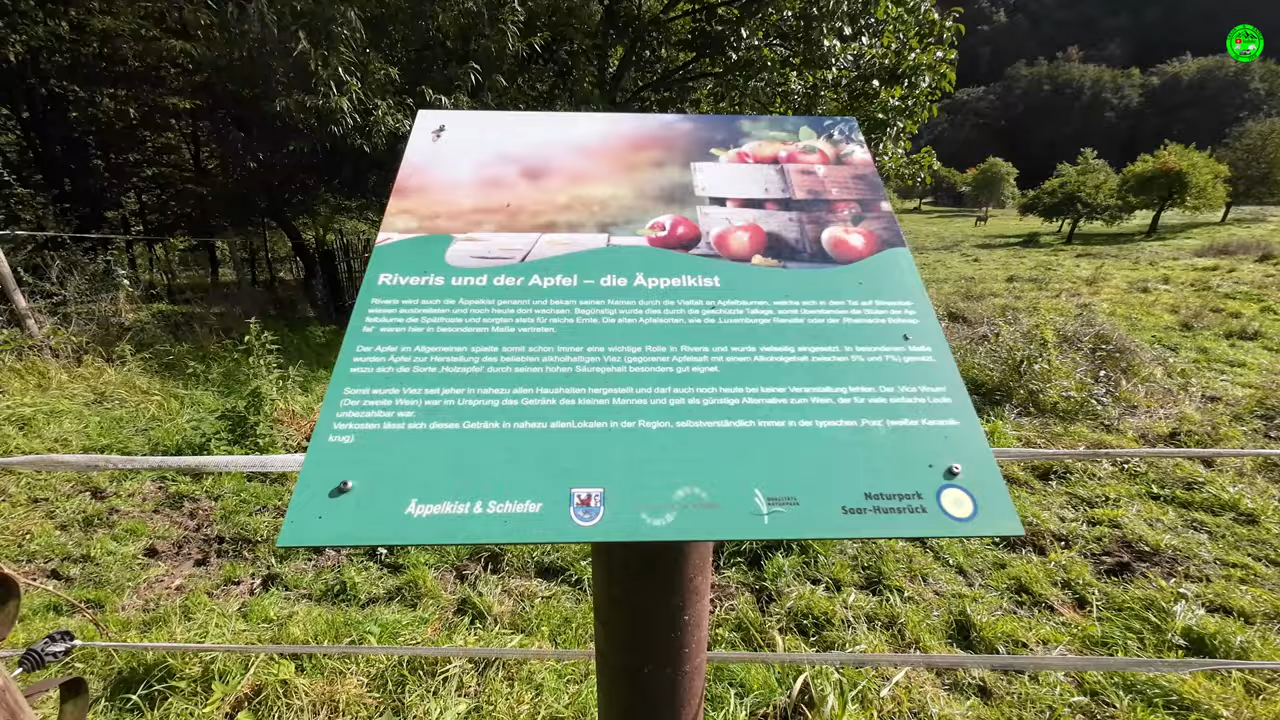 Riveris und der Apfel – die Äppelkist
Riveris wird auch die Äppelkist genannt und bekam seinen Namen durch die Vielfalt an Apfelbäumen, welche sich in dem Tal auf Streuobst-
wiesen ausbreiteten und noch heute dort wachsen. Begünstigt wurde dies durch die geschützte Tallage, somit überstanden die Blüten der Ap-
felbäume die Spätfroste und sorgten stets für reiche Ernte. Die alten Apfelsorten, wie die ‚Luxemburger Renette' oder der ‚Rheinische Bohnap-
fel' waren hier in besonderem Maße vertreten.
Der Apfel im Allgemeinen spielte somit schon immer eine wichtige Rolle in Riveris und wurde vielseitig eingesetzt. In besonderem Maße
wurden Äpfel zur Herstellung des beliebten alkoholhaltigen Viez (gegorener Apfelsaft mit einem Alkoholgehalt zwischen 5% und 7%) genutzt,
wozu sich die Sorte ‚Holzapfel' durch seinen hohen Säuregehalt besonders gut eignet.
Somit wurde Viez seit jeher in nahezu allen Haushalten hergestellt und darf auch noch heute bei keiner Veranstaltung fehlen. Der ‚Vice Vinum'
(Der zweite Wein) war im Ursprung das Getränk des kleinen Mannes und galt als günstige Alternative zum Wein, der für viele einfache Leute
unbezahlbar war.
Verkosten lässt sich dieses Getränk in nahezu allenLokalen in der Region, selbstverständlich immer in der typischen ‚Porz' (weißer Keramik-
krug).
Äppelkist & Schiefer
QUALITÄTS
NATURPARK
Naturpark
Saar-Hunsrück